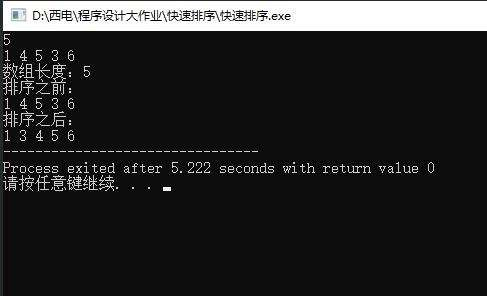 D:\西电\程序设计大作业\快速排序\快速排序.exe
5
1 4 5 3 6
数组长度：5
排序之前：
1 4 5 3 6
排序之后：
1 3 4 5 6
--------------------------------
Process exited after 5.222 seconds with return value 0
请按任意键继续. . .